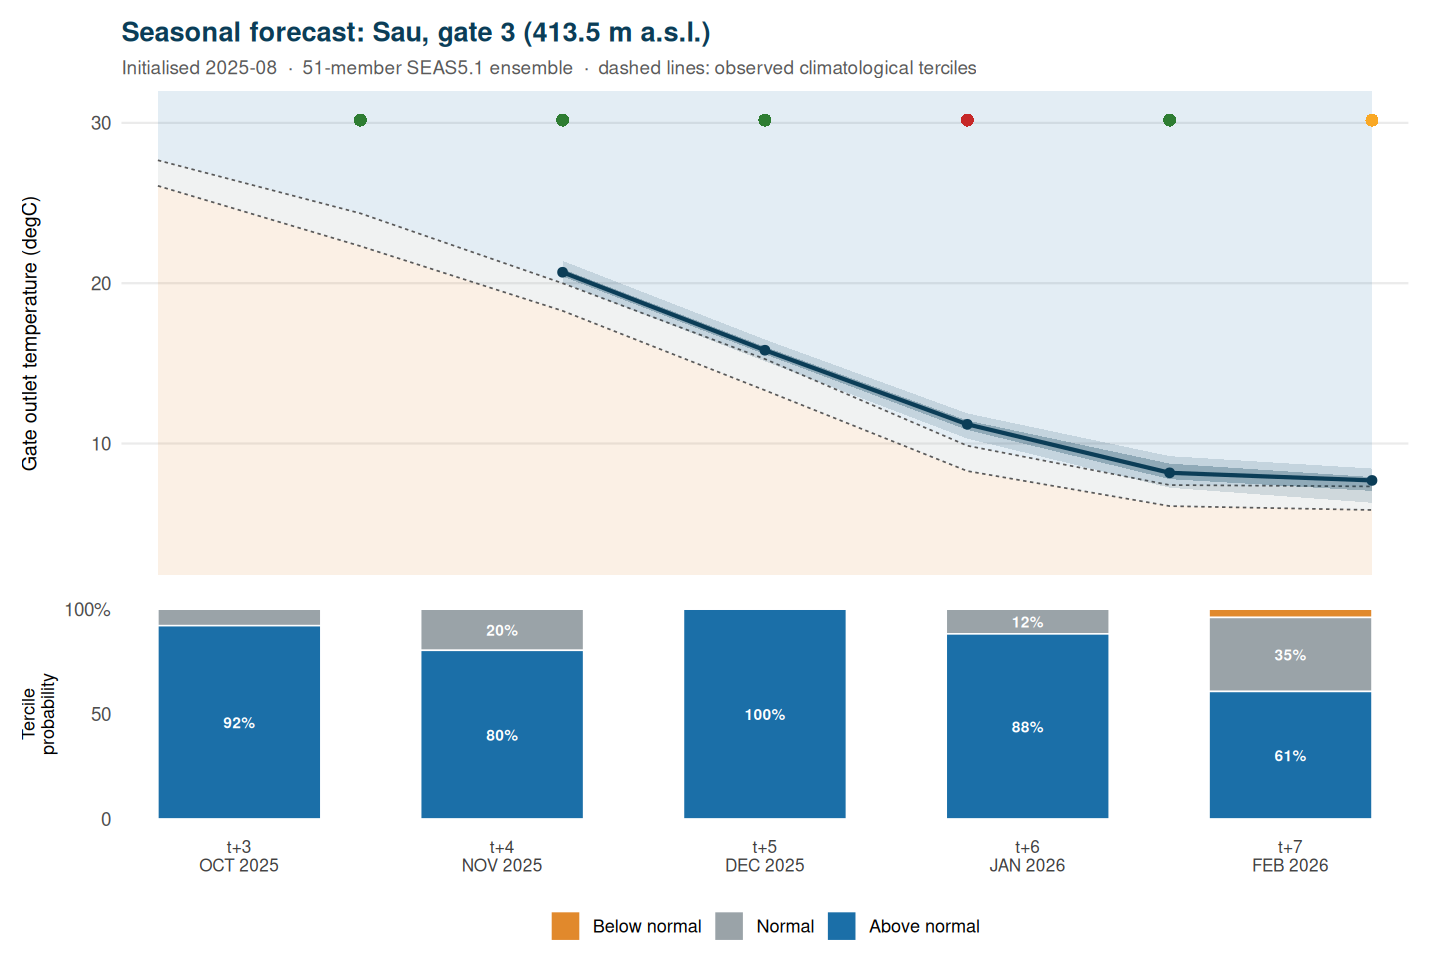 Seasonal forecast: Sau, gate 3 (413.5 m a.s.l.)
Initialised 2025-08 · 51-member SEAS5.1 ensemble · dashed lines: observed climatological terciles
Gate outlet temperature (degC)
30
20
10
Tercile
probability
100%
50
0
92%
20%
80%
100%
12%
88%
35%
61%
t+3
OCT 2025
t+4
NOV 2025
t+5
DEC 2025
t+6
JAN 2026
t+7
FEB 2026
Below normal
Normal
Above normal